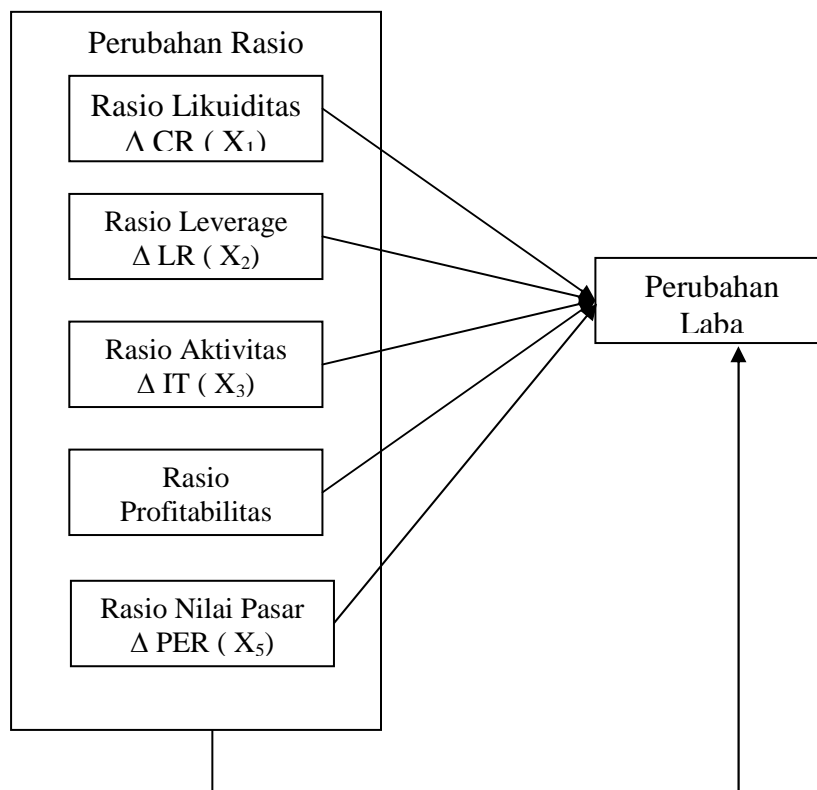 Perubahan Rasio
Rasio Likuiditas
Δ CR ( X₁)
Rasio Leverage
Δ LR ( X₂)
Rasio Aktivitas
Δ IT ( X₃)
Rasio
Profitabilitas
Rasio Nilai Pasar
Δ PER ( X₅)
Perubahan
Laba